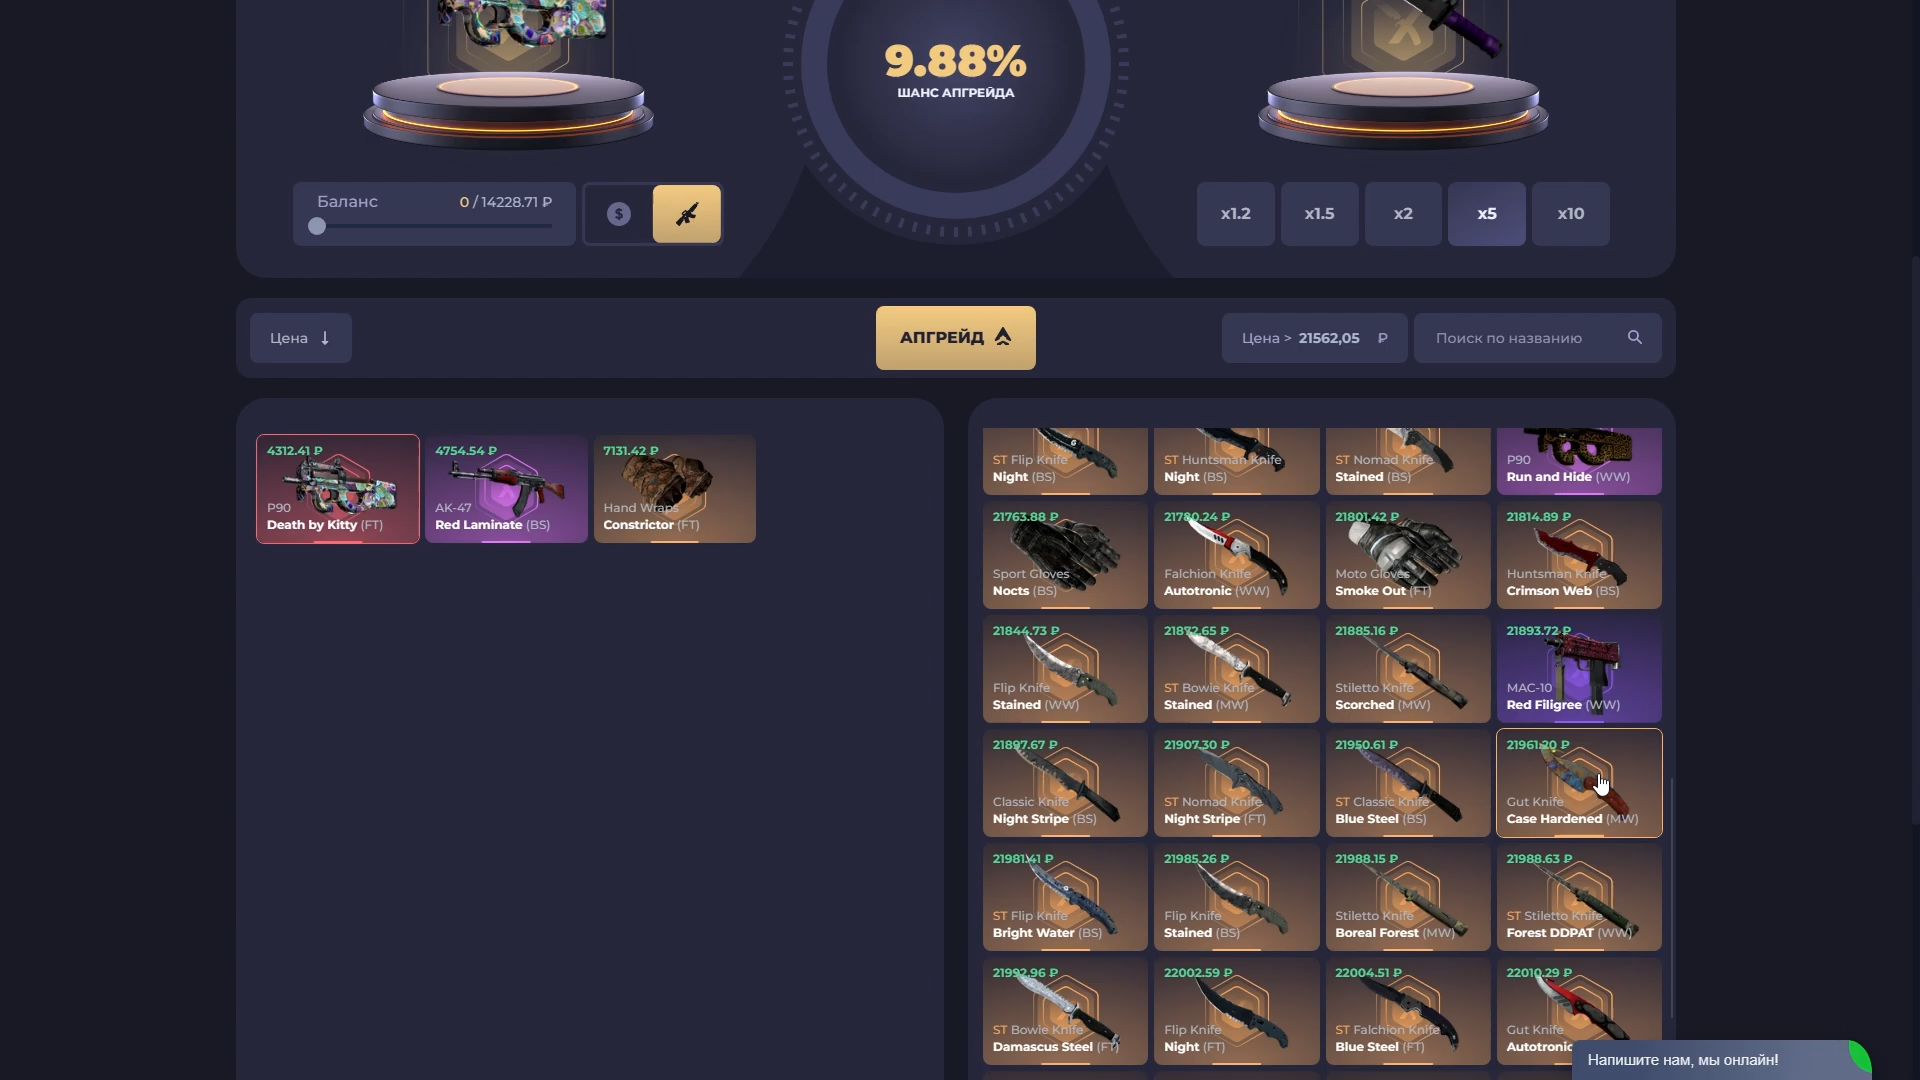 9.88%
ШАНС АПГРЕЙДА
Баланс
0 / 14228.71 ₽
$
x1.2
x1.5
x2
x5
x10
Цена ↓
АПГРЕЙД
Цена > 21562,05 ₽
Поиск по названию
4312.41 ₽
P90
Death by Kitty (FT)
4754.54 ₽
AK-47
Red Laminate (BS)
7131.42 ₽
Hand Wraps
Constrictor (FT)
ST Flip Knife
Night (BS)
ST Huntsman Knife
Night (BS)
ST Nomad Knife
Stained (BS)
P90
Run and Hide (WW)
21763.88 ₽
Sport Gloves
Nocts (BS)
21780.24 ₽
Falchion Knife
Autotronic (WW)
21801.42 ₽
Moto Gloves
Smoke Out (FT)
21814.89 ₽
Huntsman Knife
Crimson Web (BS)
21844.73 ₽
Flip Knife
Stained (WW)
21872.65 ₽
ST Bowie Knife
Stained (MW)
21885.16 ₽
Stiletto Knife
Scorched (MW)
21893.72 ₽
MAC-10
Red Filigree (WW)
21897.67 ₽
Classic Knife
Night Stripe (BS)
21907.30 ₽
ST Nomad Knife
Night Stripe (FT)
21950.61 ₽
ST Classic Knife
Blue Steel (BS)
21961.20 ₽
Gut Knife
Case Hardened (MW)
21981.41 ₽
ST Flip Knife
Bright Water (BS)
21985.26 ₽
Flip Knife
Stained (BS)
21988.15 ₽
Stiletto Knife
Boreal Forest (MW)
21988.63 ₽
ST Stiletto Knife
Forest DDPAT (WW)
21992.96 ₽
ST Bowie Knife
Damascus Steel (FT)
22002.59 ₽
Flip Knife
Night (FT)
22004.51 ₽
ST Falchion Knife
Blue Steel (FT)
22010.29 ₽
Gut Knife
Autotronic
Напишите нам, мы онлайн!